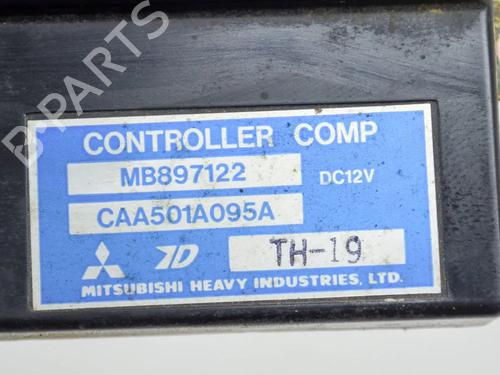 B-PARTS
CONTROLLER COMP
MB897122 DC12V
CAA501A095A
TH-19
MITSUBISHI HEAVY INDUSTRIES, LTD.